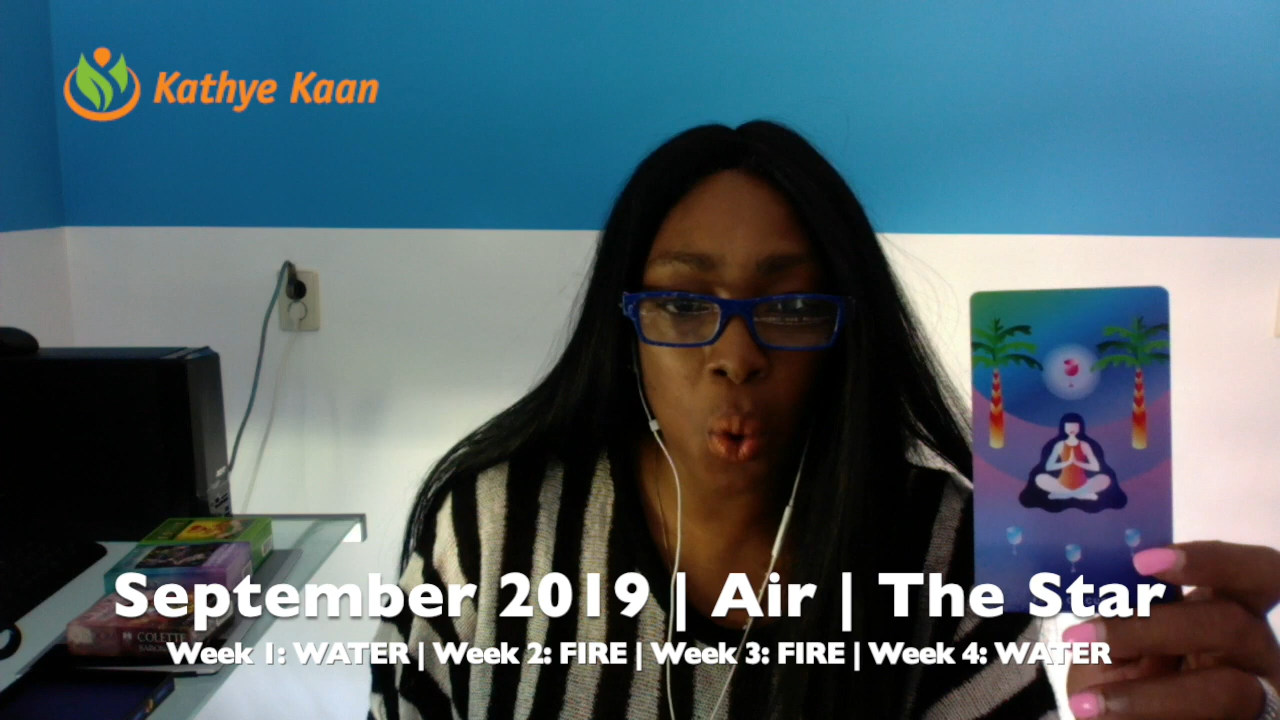 Kathye Kaan
September 2019 | Air | The Star
Week 1: WATER | Week 2: FIRE | Week 3: FIRE | Week 4: WATER
COLETTE